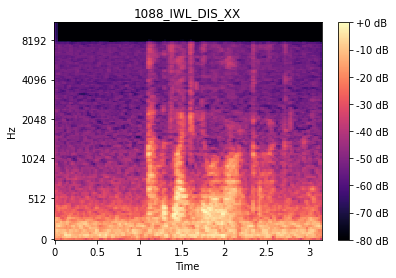 1088_IWL_DIS_XX
+0 dB
8192
-10 dB
4096
-20 dB
-30 dB
2048
Hz
-40 dB
1024
-50 dB
512
-60 dB
-70 dB
0
-80 dB
0 0.5 1 1.5 2 2.5 3
Time